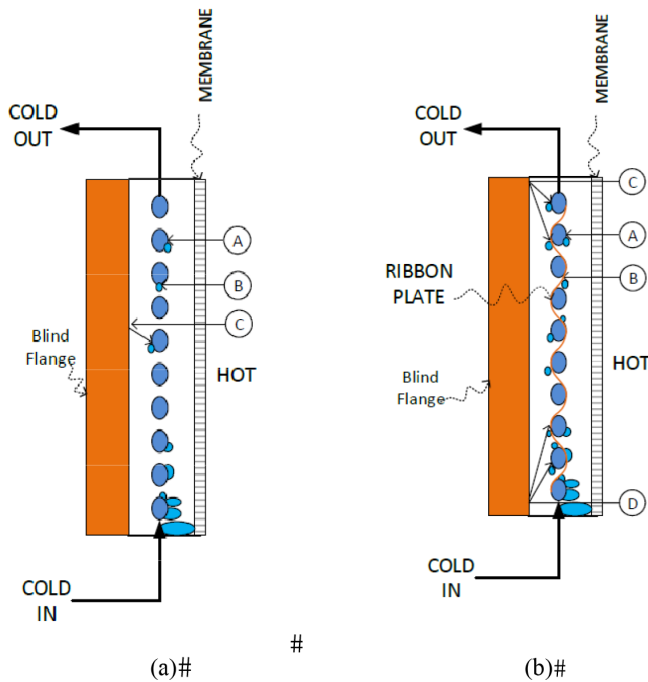 MEMBRANE
COLD
OUT
A
B
C
Blind
Flange
HOT
COLD
IN
(a)#
#
MEMBRANE
COLD
OUT
C
A
RIBBON
PLATE
B
HOT
Blind
Flange
D
COLD
IN
(b)#